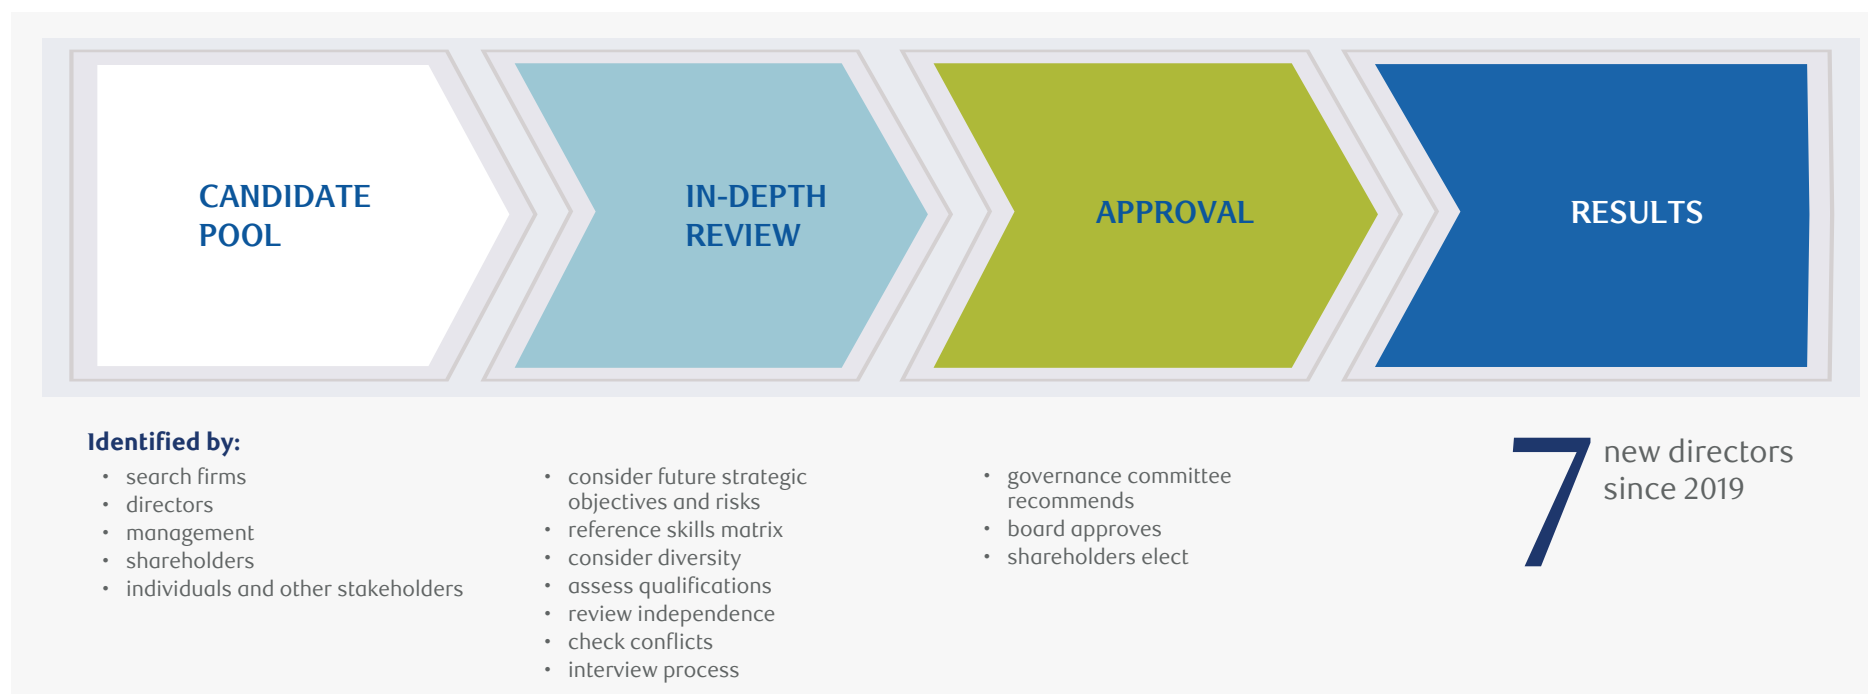 CANDIDATE
POOL
IN-DEPTH
REVIEW
APPROVAL
RESULTS
Identified by:
• search firms
• directors
• management
• shareholders
• individuals and other stakeholders
• consider future strategic
objectives and risks
• reference skills matrix
• consider diversity
• assess qualifications
• review independence
• check conflicts
• interview process
• governance committee
recommends
• board approves
• shareholders elect
7 new directors
since 2019